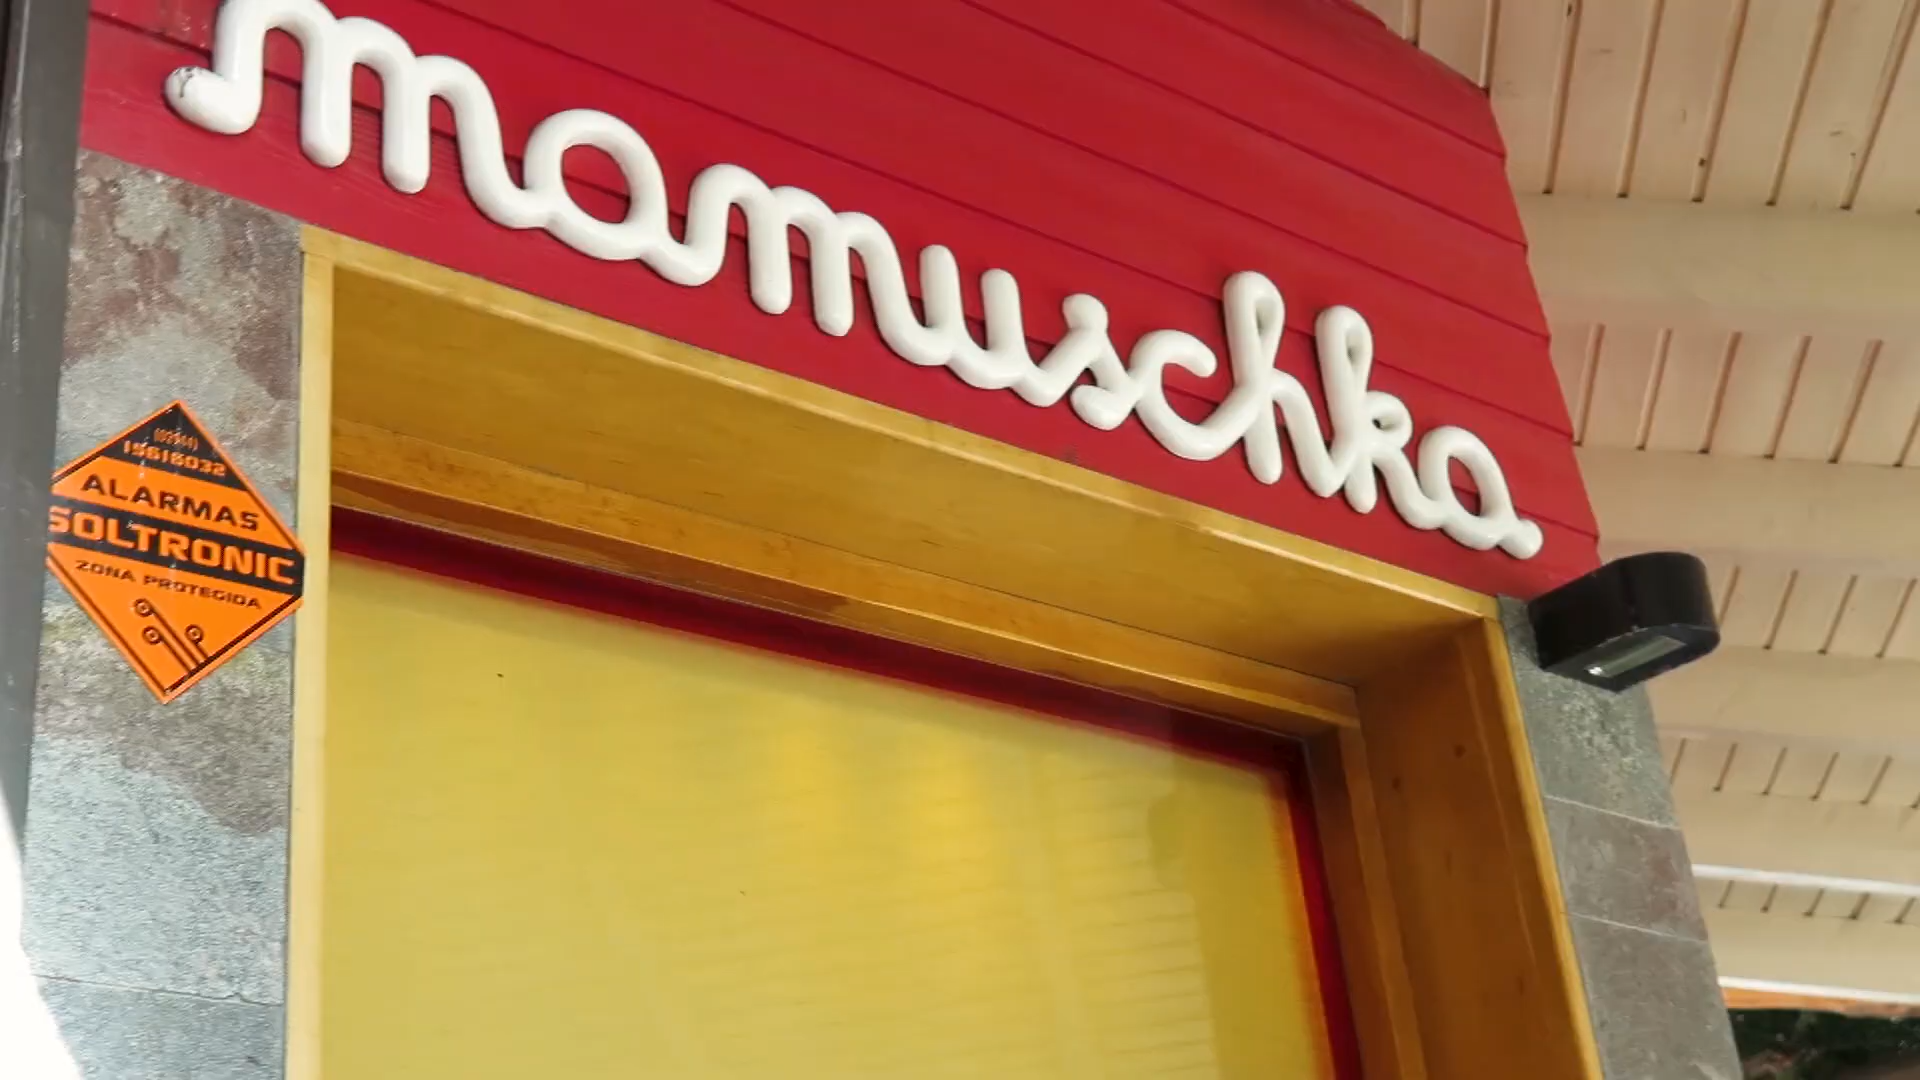 mamuschka
(02944)
15618032
ALARMAS
SOLTRONIC
ZONA PROTEGIDA